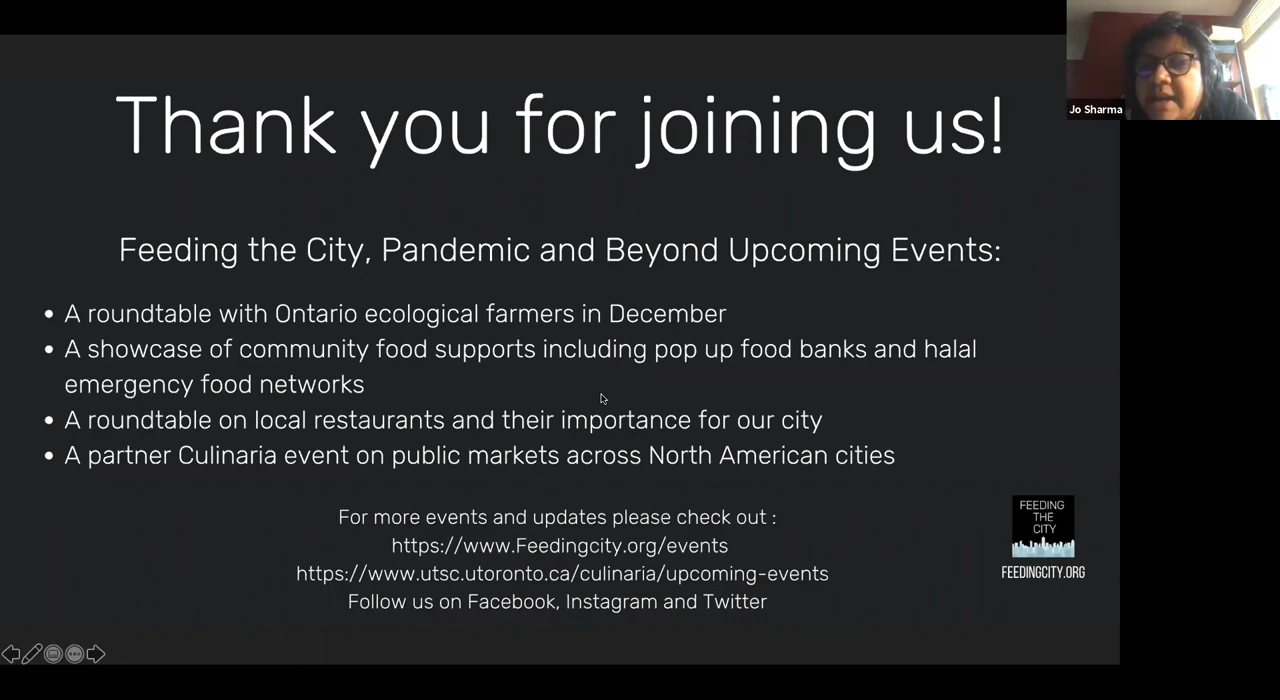 Thank you for joining us!
Jo Sharma
Feeding the City, Pandemic and Beyond Upcoming Events:
• A roundtable with Ontario ecological farmers in December
• A showcase of community food supports including pop up food banks and halal
emergency food networks
• A roundtable on local restaurants and their importance for our city
• A partner Culinaria event on public markets across North American cities
For more events and updates please check out :
https://www.Feedingcity.org/events
https://www.utsc.utoronto.ca/culinaria/upcoming-events
Follow us on Facebook, Instagram and Twitter
FEEDING
THE
CITY
FEEDINGCITY.ORG